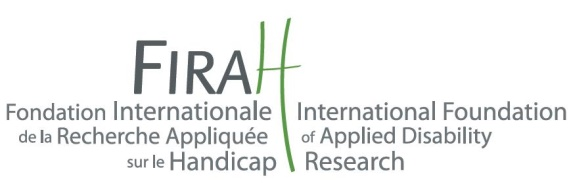 FIRAH
Fondation Internationale
de la Recherche Appliquée
sur le Handicap
International Foundation
of Applied Disability
Research